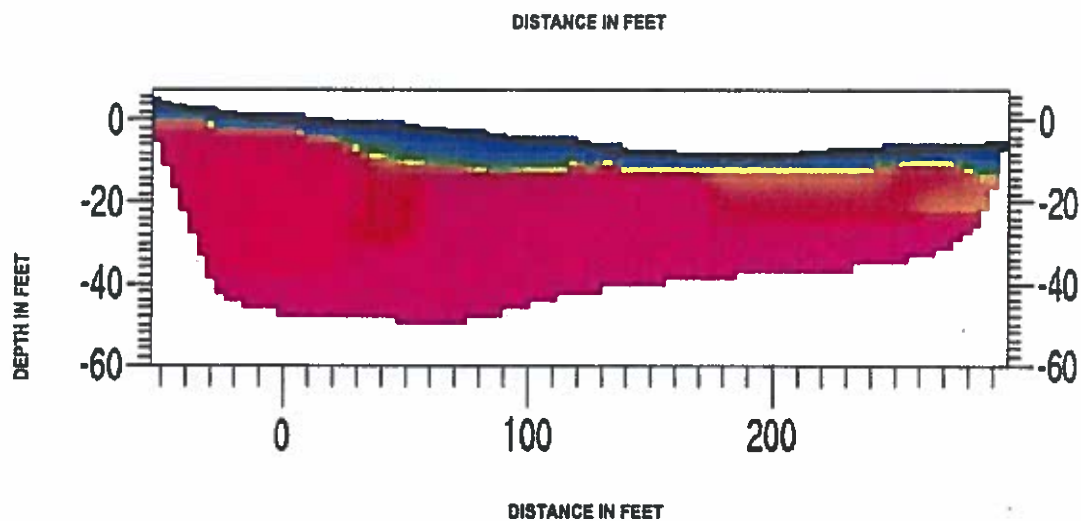 DISTANCE IN FEET
0 0
-20 -20
-40 -40
-60 -60
DEPTH IN FEET
0 100 200
DISTANCE IN FEET